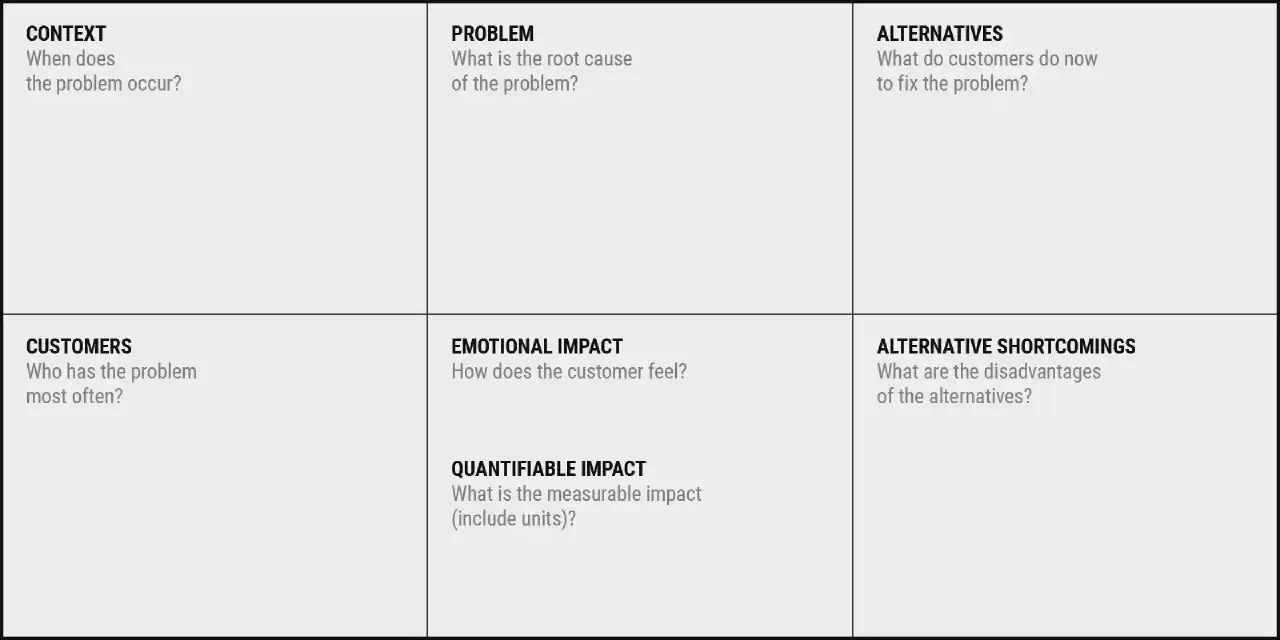 CONTEXT
When does
the problem occur?
PROBLEM
What is the root cause
of the problem?
ALTERNATIVES
What do customers do now
to fix the problem?
CUSTOMERS
Who has the problem
most often?
EMOTIONAL IMPACT
How does the customer feel?
QUANTIFIABLE IMPACT
What is the measurable impact
(include units)?
ALTERNATIVE SHORTCOMINGS
What are the disadvantages
of the alternatives?